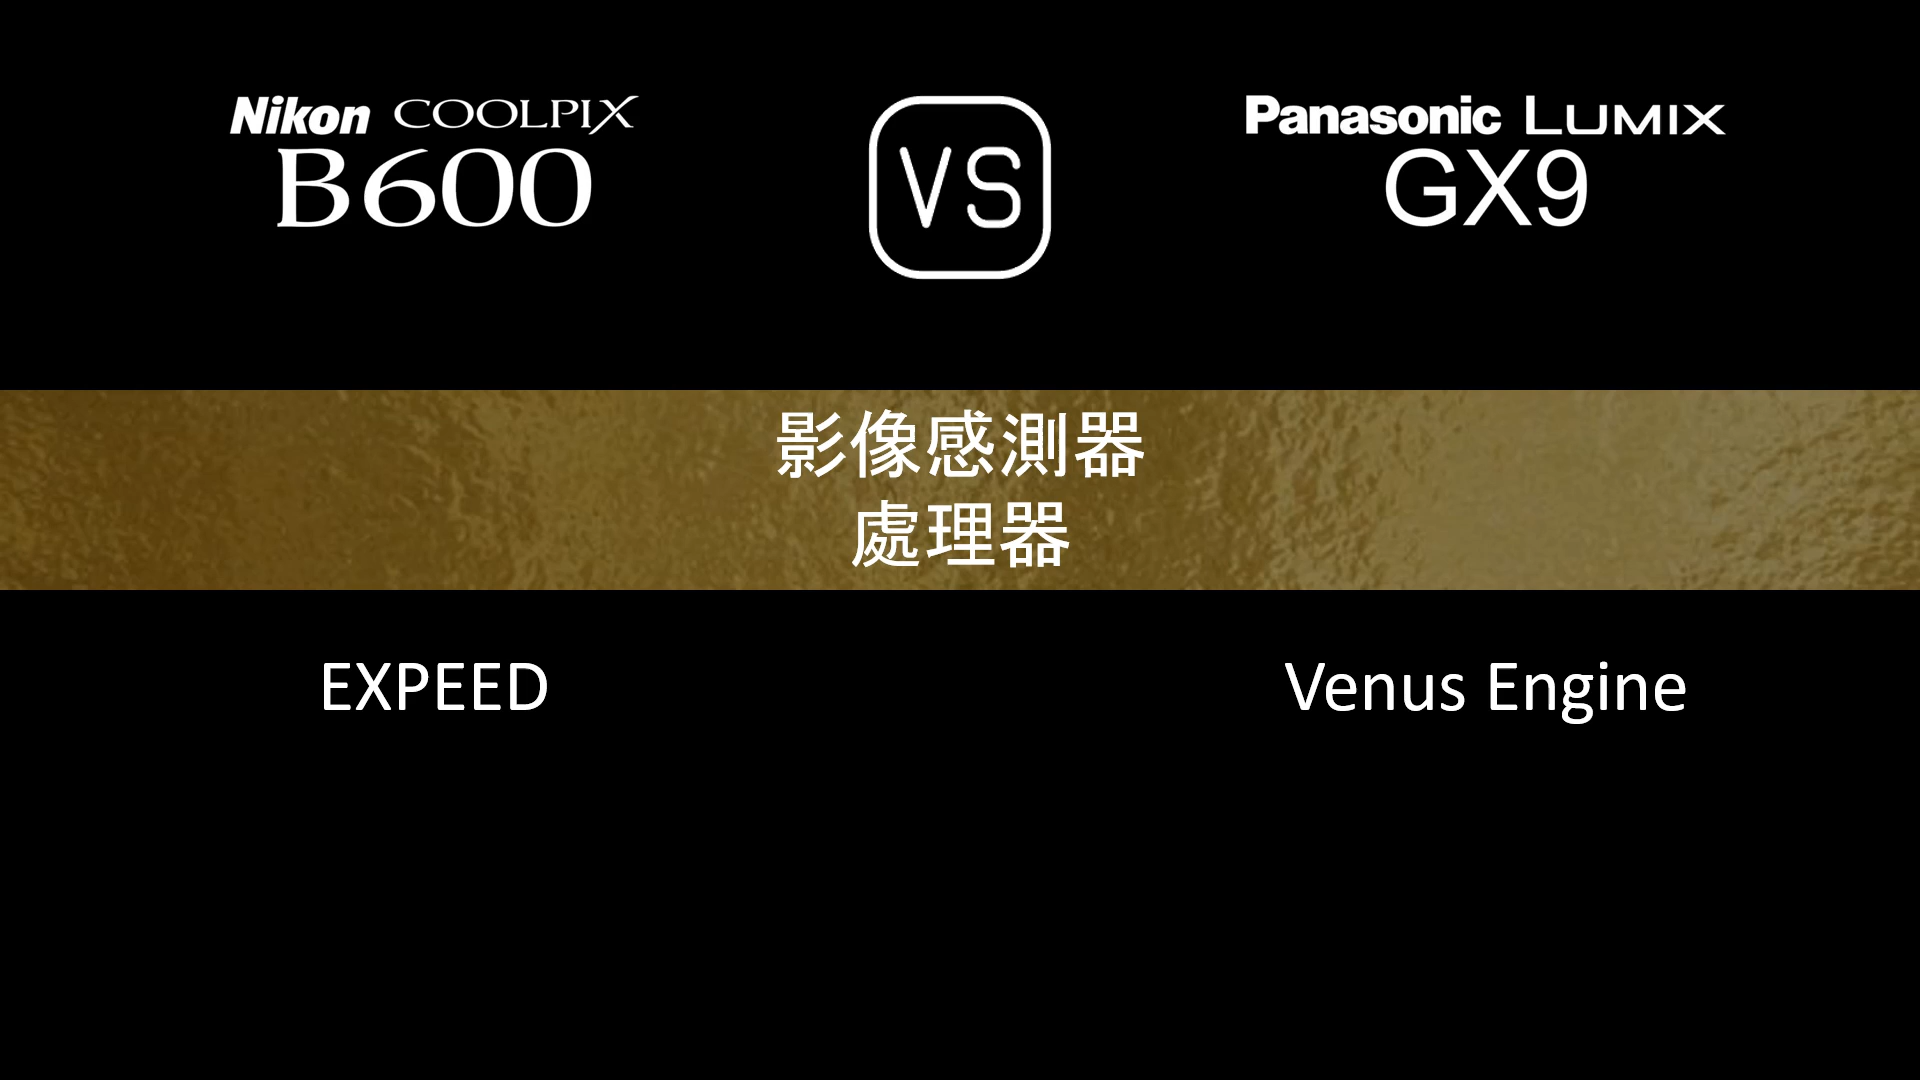 Nikon COOLPIX
B600
VS
Panasonic LUMIX
GX9
影像感測器
處理器
EXPEED
Venus Engine